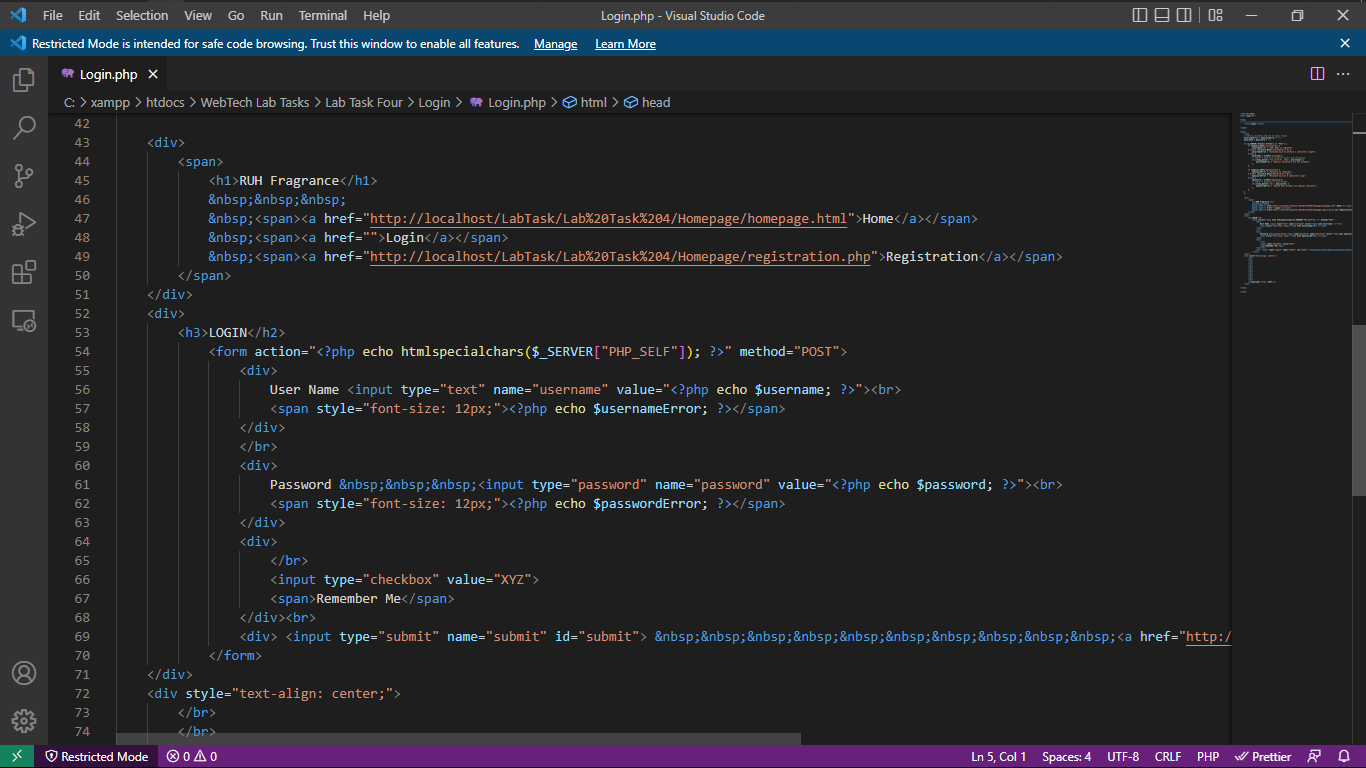 File Edit Selection View Go Run Terminal Help Login.php - Visual Studio Code
Restricted Mode is intended for safe code browsing. Trust this window to enable all features. Manage Learn More
Login.php
C: > xampp > htdocs > WebTech Lab Tasks > Lab Task Four > Login > Login.php > html > head
42
43 <div>
44 <span>
45 <h1>RUH Fragrance</h1>
46 &nbsp;&nbsp;&nbsp;
47 &nbsp;<span><a href="http://localhost/LabTask/Lab%20Task%204/Homepage/homepage.html">Home</a></span>
48 &nbsp;<span><a href="">Login</a></span>
49 &nbsp;<span><a href="http://localhost/LabTask/Lab%20Task%204/Homepage/registration.php">Registration</a></span>
50 </span>
51 </div>
52 <div>
53 <h3>LOGIN</h2>
54 <form action="<?php echo htmlspecialchars($_SERVER["PHP_SELF"]); ?>" method="POST">
55 <div>
56 User Name <input type="text" name="username" value="<?php echo $username; ?>"><br>
57 <span style="font-size: 12px;"><?php echo $usernameError; ?></span>
58 </div>
59 </br>
60 <div>
61 Password &nbsp;&nbsp;&nbsp;<input type="password" name="password" value="<?php echo $password; ?>"><br>
62 <span style="font-size: 12px;"><?php echo $passwordError; ?></span>
63 </div>
64 <div>
65 </br>
66 <input type="checkbox" value="XYZ">
67 <span>Remember Me</span>
68 </div><br>
69 <div> <input type="submit" name="submit" id="submit"> &nbsp;&nbsp;&nbsp;&nbsp;&nbsp;&nbsp;&nbsp;&nbsp;&nbsp;&nbsp;<a href="http:/
70 </form>
71 </div>
72 <div style="text-align: center;">
73 </br>
74 </br>
Restricted Mode 0 0 Ln 5, Col 1 Spaces: 4 UTF-8 CRLF PHP Prettier